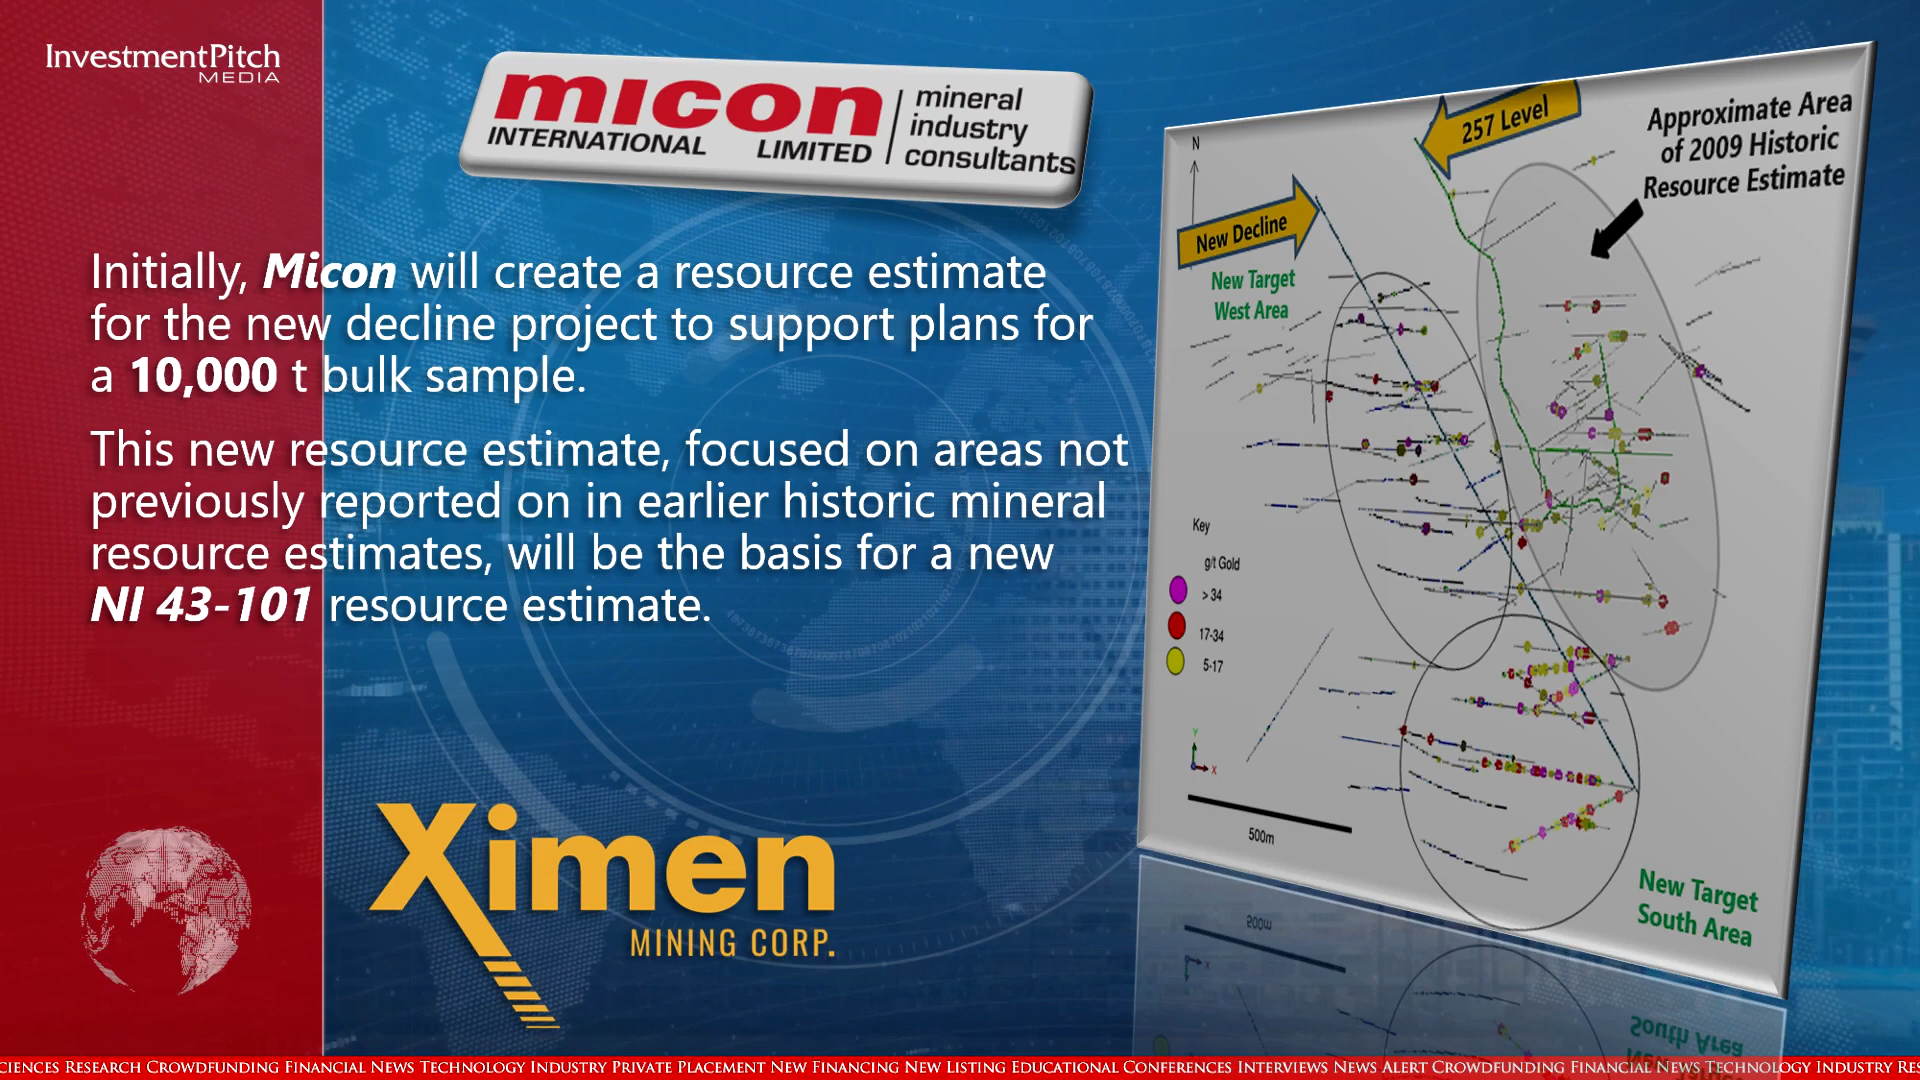 InvestmentPitch
MEDIA
micon
INTERNATIONAL LIMITED
mineral
industry
consultants
Initially, Micon will create a resource estimate
for the new decline project to support plans for
a 10,000 t bulk sample.
This new resource estimate, focused on areas not
previously reported on in earlier historic mineral
resource estimates, will be the basis for a new
NI 43-101 resource estimate.
Ximen
MINING CORP.
N
257 Level
Approximate Area
of 2009 Historic
Resource Estimate
New Decline
New Target
West Area
Key
g/t Gold
> 34
17-34
5-17
Y
X
500m
New Target
South Area
CIENCES RESEARCH CROWDFUNDING FINANCIAL NEWS TECHNOLOGY INDUSTRY PRIVATE PLACEMENT NEW FINANCING NEW LISTING EDUCATIONAL CONFERENCES INTERVIEWS NEWS ALERT CROWDFUNDING FINANCIAL NEWS TECHNOLOGY INDUSTRY RES